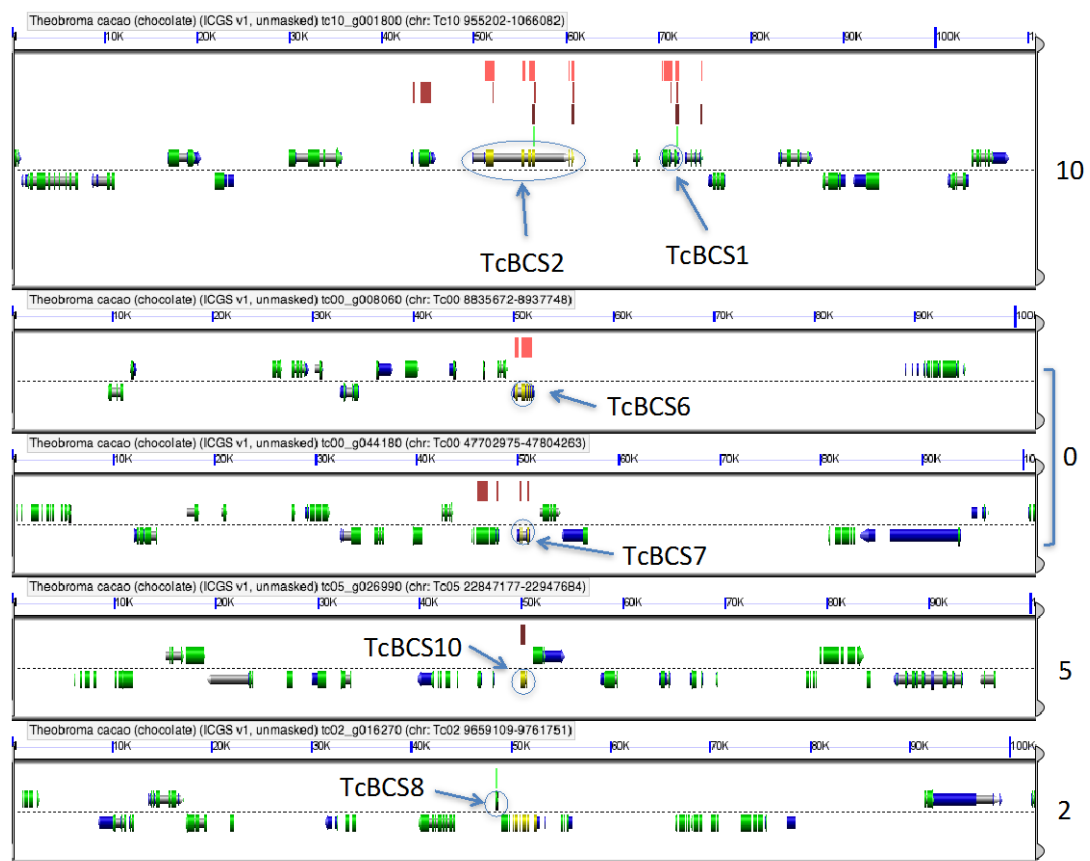 Theobroma cacao (chocolate) (ICGS v1, unmasked) tc10_g001800 (chr: Tc10 955202-1066082)
10K 20K 30K 40K 50K 60K 70K 80K 90K 100K
10
TcBCS2
TcBCS1
Theobroma cacao (chocolate) (ICGS v1, unmasked) tc00_g008060 (chr: Tc00 8835672-8937748)
10K 20K 30K 40K 50K 60K 70K 80K 90K 100
TcBCS6
0
Theobroma cacao (chocolate) (ICGS v1, unmasked) tc00_g044180 (chr: Tc00 47702975-47804263)
10K 20K 30K 40K 50K 60K 70K 80K 90K
TcBCS7
Theobroma cacao (chocolate) (ICGS v1, unmasked) tc05_g026990 (chr: Tc05 22847177-22947684)
10K 20K 30K 40K 50K 60K 70K 80K 90K
TcBCS10
5
Theobroma cacao (chocolate) (ICGS v1, unmasked) tc02_g016270 (chr: Tc02 9659109-9761751)
10K 20K 30K 40K 50K 60K 70K 80K 90K 100K
TcBCS8
2